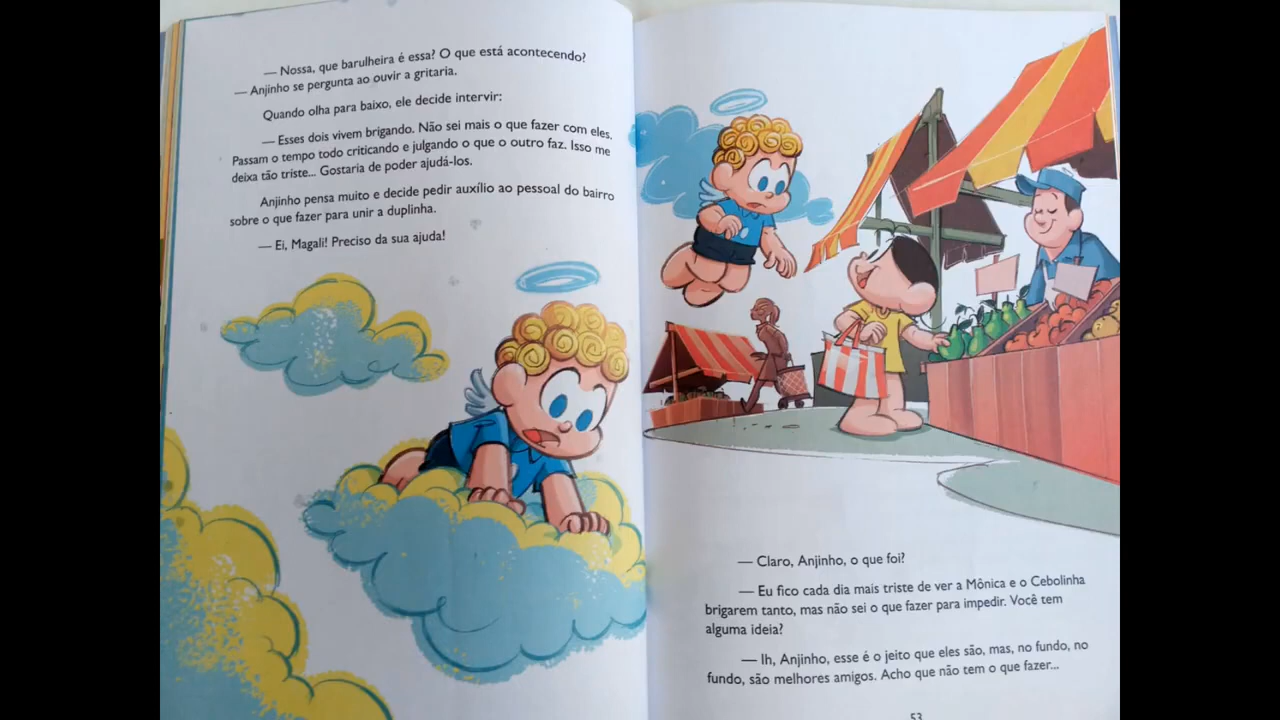 — Nossa, que barulheira é essa? O que está acontecendo?
— Anjinho se pergunta ao ouvir a gritaria.
Quando olha para baixo, ele decide intervir:
— Esses dois vivem brigando. Não sei mais o que fazer com eles.
Passam o tempo todo criticando e julgando o que o outro faz. Isso me
deixa tão triste... Gostaria de poder ajudá-los.
Anjinho pensa muito e decide pedir auxílio ao pessoal do bairro
sobre o que fazer para unir a duplinha.
— Ei, Magali! Preciso da sua ajuda!
— Claro, Anjinho, o que foi?
— Eu fico cada dia mais triste de ver a Mônica e o Cebolinha
brigarem tanto, mas não sei o que fazer para impedir. Você tem
alguma ideia?
— Ih, Anjinho, esse é o jeito que eles são, mas, no fundo, no
fundo, são melhores amigos. Acho que não tem o que fazer...
53